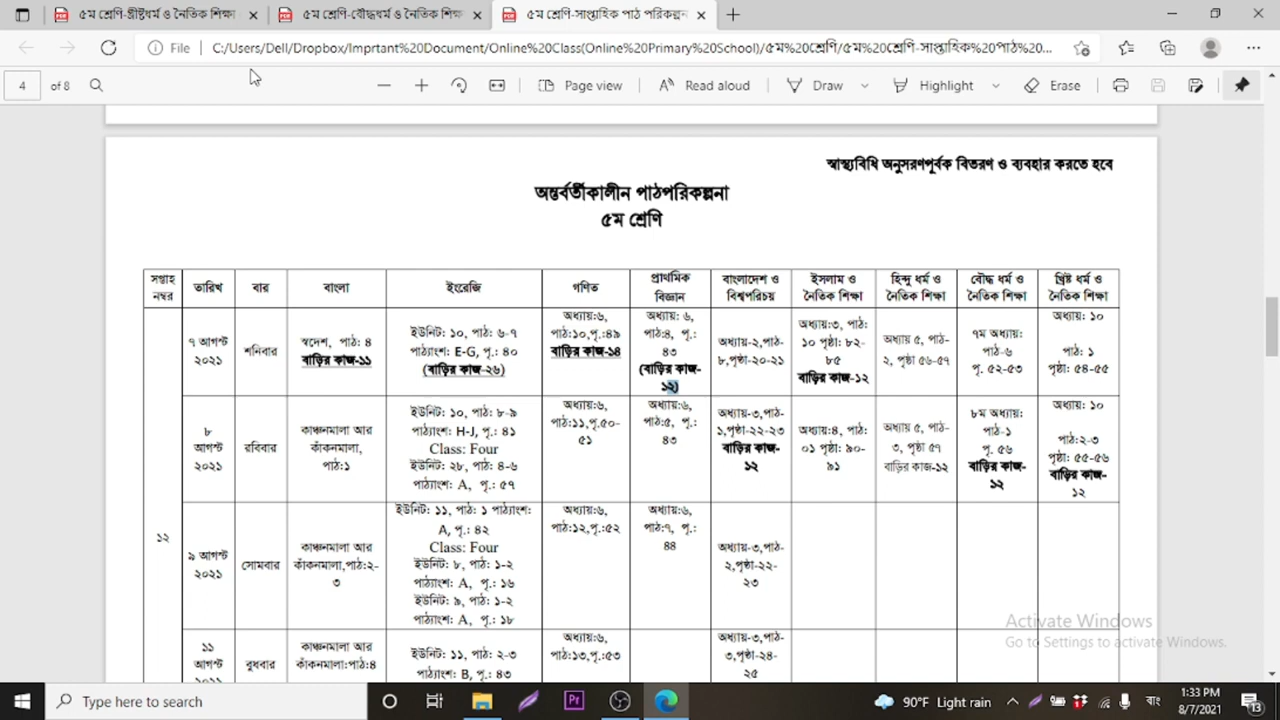 ৫ম শ্রেণি-খ্রীষ্টধর্ম ও নৈতিক শিক্ষা
৫ম শ্রেণি-বৌদ্ধধর্ম ও নৈতিক শিক্ষ
৫ম শ্রেণি-সাপ্তাহিক পাঠ পরিকল্পন
File
C:/Users/Dell/Dropbox/Imprtant%20Document/Online%20Class(Online%20Primary%20School)/৫ম%20শ্রেণি/৫ম%20শ্রেণি-সাপ্তাহিক%20পাঠ%20...
4 of 8
Page view
Read aloud
Draw
Highlight
Erase
স্বাস্থ্যবিধি অনুসরণপূর্বক বিতরণ ও ব্যবহার করতে হবে
অন্তর্বর্তীকালীন পাঠপরিকল্পনা
৫ম শ্রেণি
সপ্তাহ নম্বর
তারিখ
বার
বাংলা
ইংরেজি
গণিত
প্রাথমিক বিজ্ঞান
বাংলাদেশ ও বিশ্বপরিচয়
ইসলাম ও নৈতিক শিক্ষা
হিন্দু ধর্ম ও নৈতিক শিক্ষা
বৌদ্ধ ধর্ম ও নৈতিক শিক্ষা
খ্রিষ্ট ধর্ম ও নৈতিক শিক্ষা
১২
৭ আগস্ট
২০২১
শনিবার
স্বদেশ, পাঠ: ৪
বাড়ির কাজ-১১
ইউনিট: ১০, পাঠ: ৬-৭
পাঠ্যাংশ: E-G, পৃ.: ৪০
(বাড়ির কাজ-২৬)
অধ্যায়:৬,
পাঠ:১০,পৃ.:৪৯
বাড়ির কাজ-১৪
অধ্যায়: ৬,
পাঠ:৪, পৃ.:
৪৩
(বাড়ির কাজ-
১২)
অধ্যায়-২,পাঠ-
৮,পৃষ্ঠা-২০-২১
অধ্যায়:৩, পাঠ:
১০ পৃষ্ঠা: ৮২-
৮৫
বাড়ির কাজ-১২
অধ্যায় ৫, পাঠ-
২, পৃষ্ঠা ৫৬-৫৭
৭ম অধ্যায়:
পাঠ-৬
পৃ. ৫২-৫৩
অধ্যায়: ১০
পাঠ: ১
পৃষ্ঠা: ৫৪-৫৫
৮
আগস্ট
২০২১
রবিবার
কাঞ্চনমালা আর
কাঁকনমালা,
পাঠ:১
ইউনিট: ১০, পাঠ: ৮-৯
পাঠ্যাংশ: H-J, পৃ.: ৪১
Class: Four
ইউনিট: ২৮, পাঠ: ৪-৬
পাঠ্যাংশ: A, পৃ.: ৫৭
অধ্যায়:৬,
পাঠ:১১,পৃ.৫০-
৫১
অধ্যায়:৬,
পাঠ:৫, পৃ.:
৪৩
অধ্যায়-৩,পাঠ-
১,পৃষ্ঠা-২২-২৩
বাড়ির কাজ-
১২
অধ্যায়:৪, পাঠ:
০১ পৃষ্ঠা: ৯০-
৯১
অধ্যায় ৫, পাঠ-
৩, পৃষ্ঠা ৫৭
বাড়ির কাজ-১২
৮ম অধ্যায়:
পাঠ-১
পৃ. ৫৬
বাড়ির কাজ-
১২
অধ্যায়: ১০
পাঠ:২-৩
পৃষ্ঠা: ৫৫-৫৬
বাড়ির কাজ-
১২
৯ আগস্ট
২০২১
সোমবার
কাঞ্চনমালা আর
কাঁকনমালা,পাঠ:২-
৩
ইউনিট: ১১, পাঠ: ১ পাঠ্যাংশ:
A, পৃ.: ৪২
Class: Four
ইউনিট: ৮, পাঠ: ১-২
পাঠ্যাংশ: A, পৃ.: ১৬
ইউনিট: ৯, পাঠ: ১-২
পাঠ্যাংশ: A, পৃ.: ১৮
অধ্যায়:৬,
পাঠ:১২,পৃ.:৫২
অধ্যায়:৬,
পাঠ:৭, পৃ.:
৪৪
অধ্যায়-৩,পাঠ-
২,পৃষ্ঠা-২২-
২৩
১১
আগস্ট
২০২১
বুধবার
কাঞ্চনমালা আর
কাঁকনমালা:পাঠ:৪
ইউনিট: ১১, পাঠ: ২-৩
পাঠ্যাংশ: B, পৃ.: ৪৩
অধ্যায়:৬,
পাঠ:১৩,পৃ.:৫৩
অধ্যায়-৩,পাঠ-
৩,পৃষ্ঠা-২৪-
২৫
Activate Windows
Go to Settings to activate Windows.
Type here to search
Pr
90°F Light rain
বাং
1:33 PM
8/7/2021
13